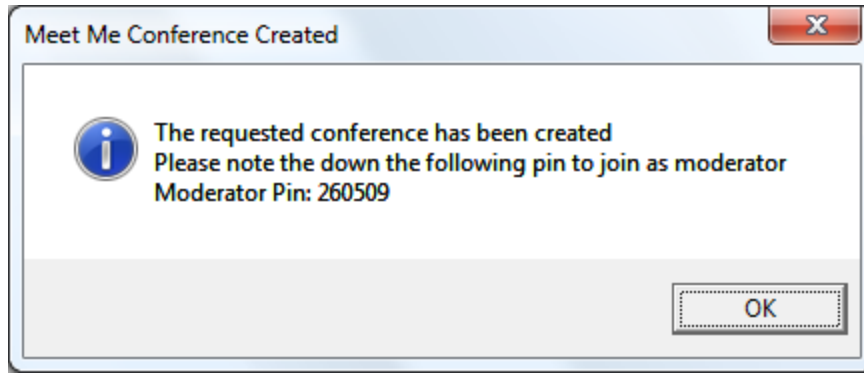 Meet Me Conference Created
The requested conference has been created
Please note the down the following pin to join as moderator
Moderator Pin: 260509
OK